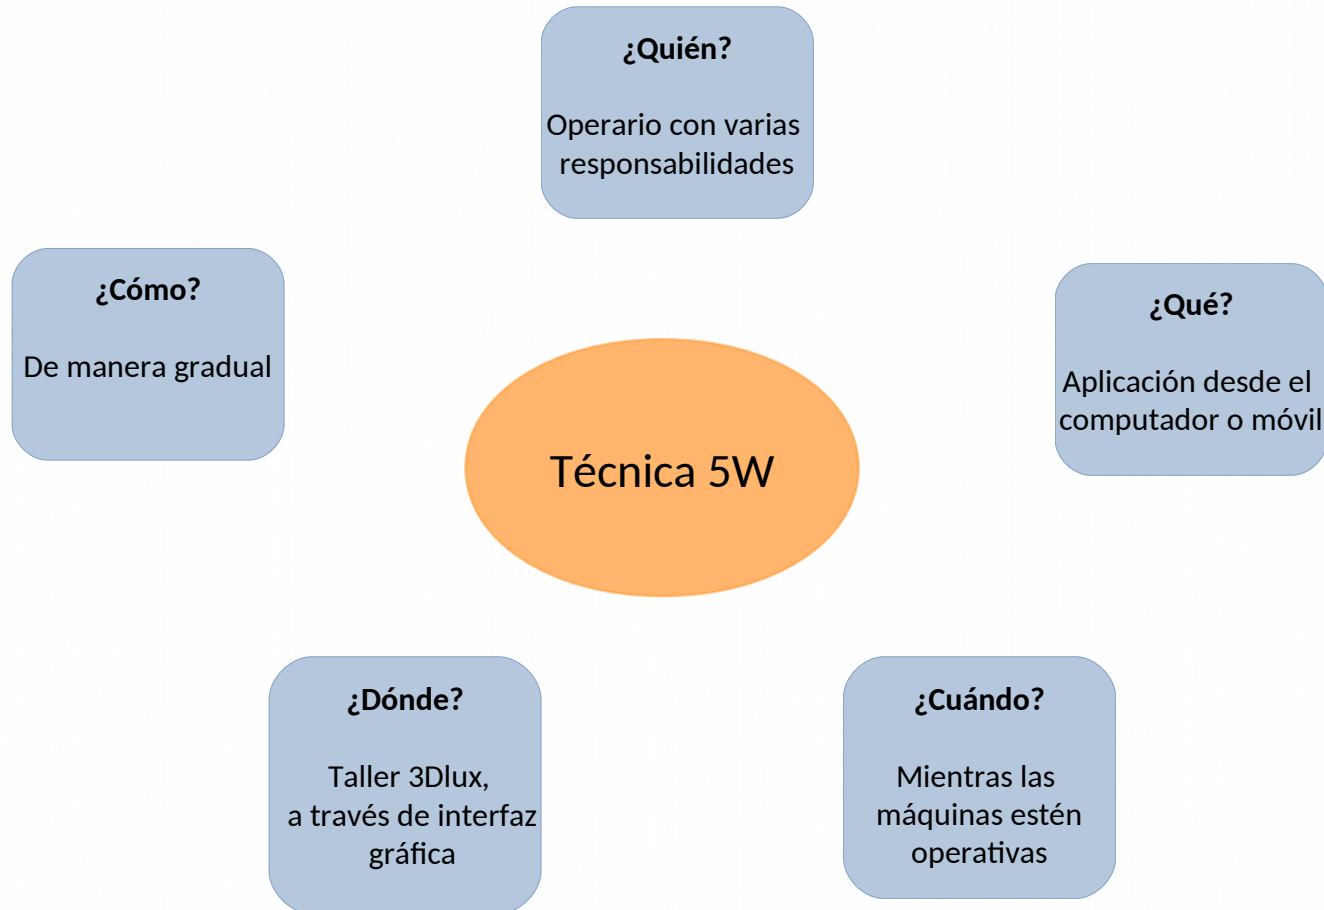 ¿Quién?
Operario con varias
responsabilidades
¿Cómo?
De manera gradual
¿Qué?
Aplicación desde el
computador o móvil
Técnica 5W
¿Dónde?
Taller 3Dlux,
a través de interfaz
gráfica
¿Cuándo?
Mientras las
máquinas estén
operativas